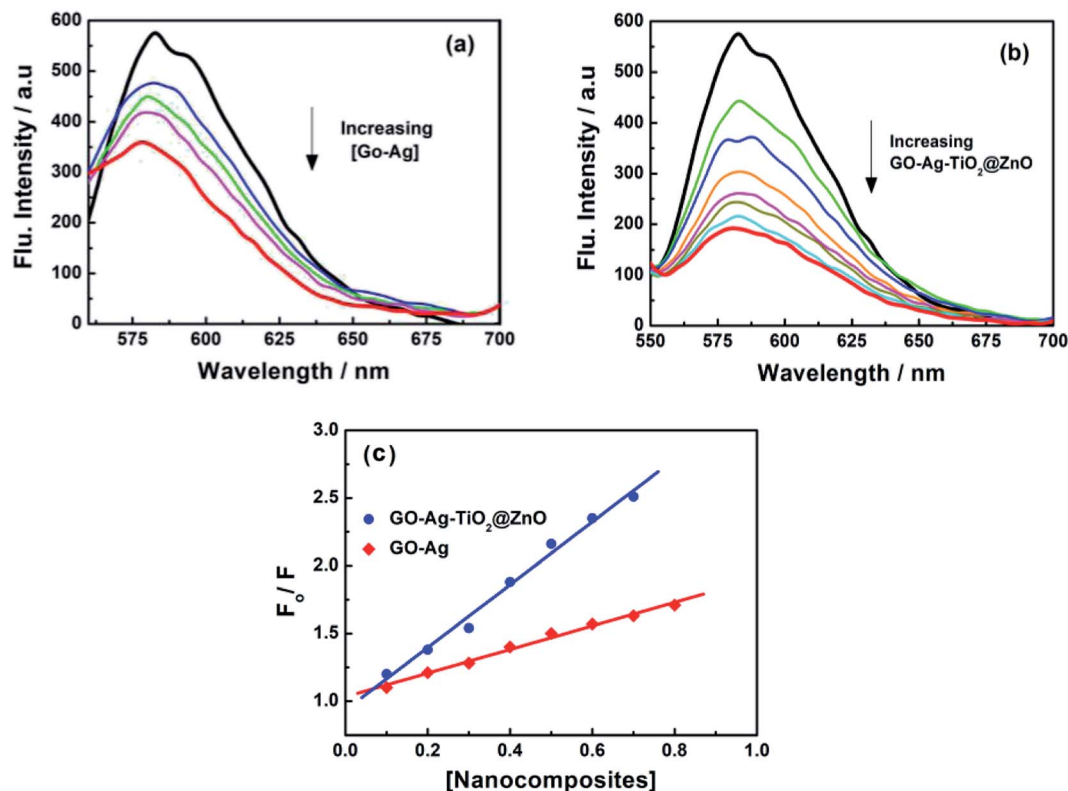 600
500
400
300
200
100
0
Flu. Intensity / a.u
(a)
Increasing
[Go-Ag]
575 600 625 650 675 700
Wavelength / nm
600
500
400
300
200
100
0
Flu. Intensity / a.u
(b)
Increasing
GO-Ag-TiO₂@ZnO
550 575 600 625 650 675 700
Wavelength / nm
3.0
2.5
2.0
1.5
1.0
F₀/ F
(c)
GO-Ag-TiO₂@ZnO
GO-Ag
0.0 0.2 0.4 0.6 0.8 1.0
[Nanocomposites]